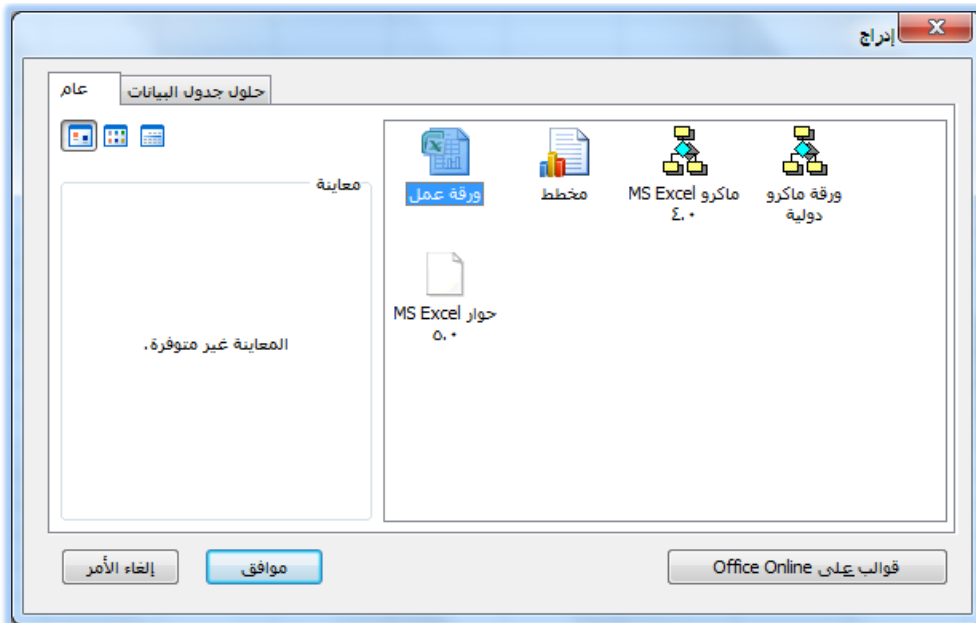 إدراج
عام
حلول جدول البيانات
معاينة
المعاينة غير متوفرة.
ورقة عمل
مخطط
ماكرو MS Excel
٤.٠
ورقة ماكرو
دولية
حوار MS Excel
٥.٠
إلغاء الأمر
موافق
قوالب على Office Online